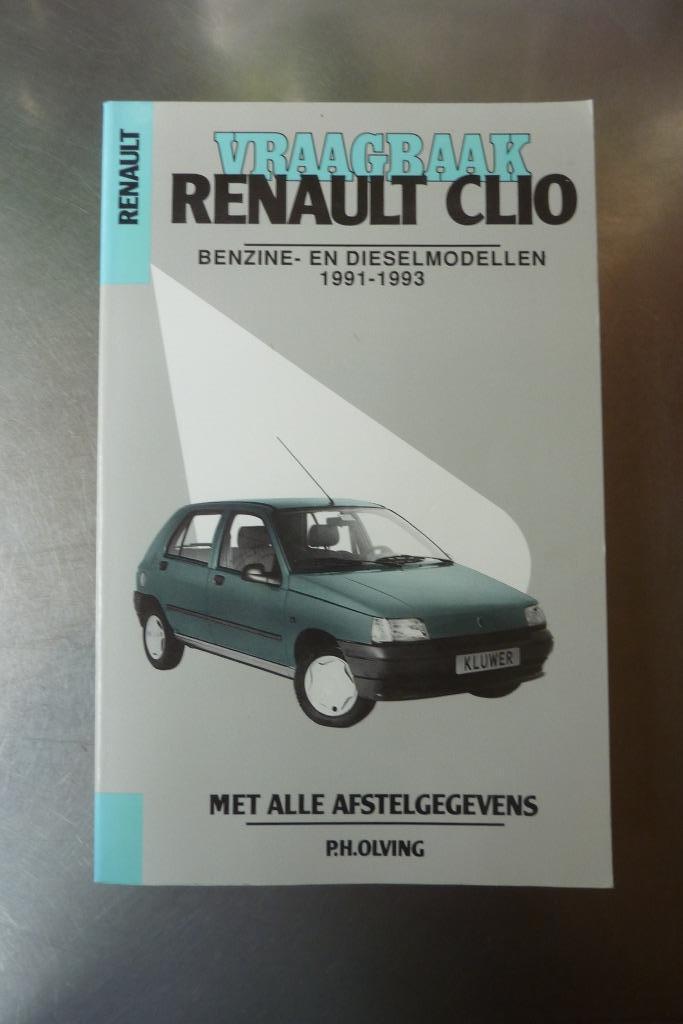 RENAULT
VRAAGBAAK
RENAULT CLIO
BENZINE- EN DIESELMODELLEN
1991-1993
KLUWER
MET ALLE AFSTELGEGEVENS
P.H.OLVING